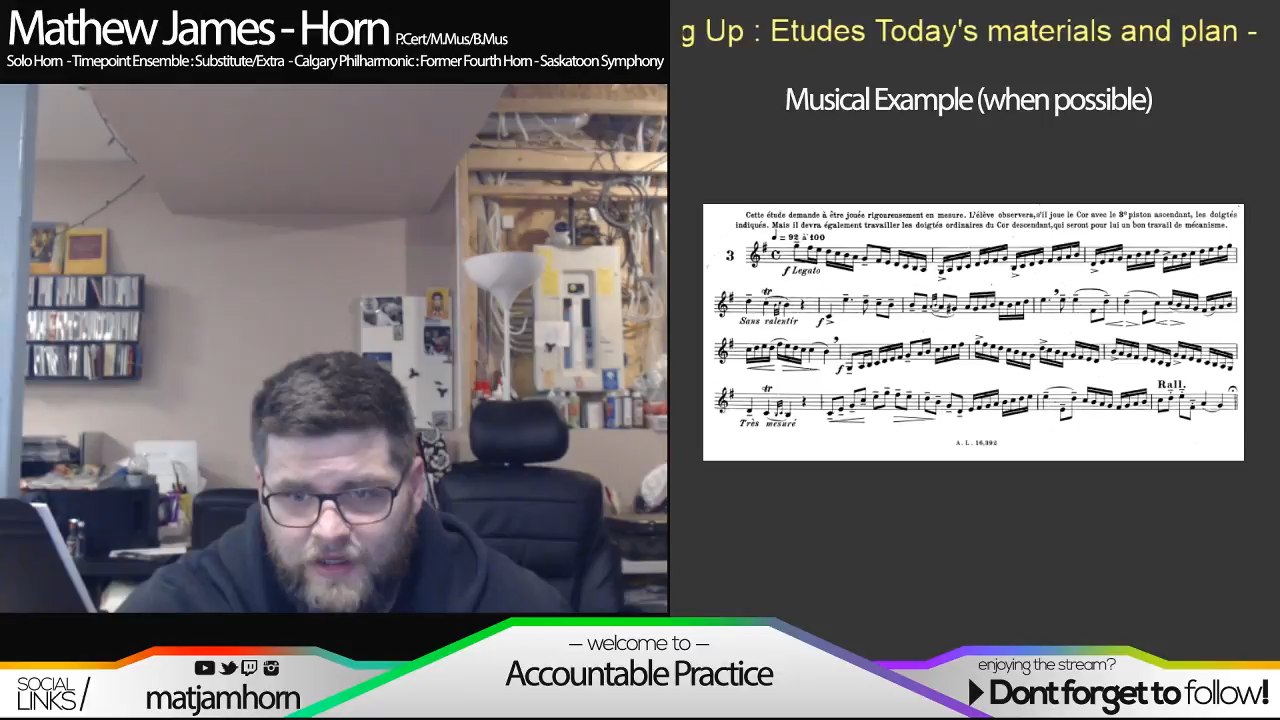 Mathew James - Horn P.Cert/M.Mus/B.Mus
Solo Horn - Timepoint Ensemble : Substitute/Extra - Calgary Philharmonic : Former Fourth Horn - Saskatoon Symphony
g Up : Etudes Today's materials and plan -
Musical Example (when possible)
Cette étude demande à être jouée rigoureusement en mesure. L'élève observera, s'il joue le Cor avec le 3e piston ascendant, les doigtés
indiqués. Mais il devra également travailler les doigtés ordinaires du Cor descendant, qui seront pour lui un bon travail de mécanisme.
♩ = 92 à 100
3
f Legato
tr
Sans ralentir f
f
tr Rall.
Très mesuré
A. L. 16,392
— welcome to —
Accountable Practice
SOCIAL
LINKS /
matjamhorn
enjoying the stream?
Dont forget to follow!